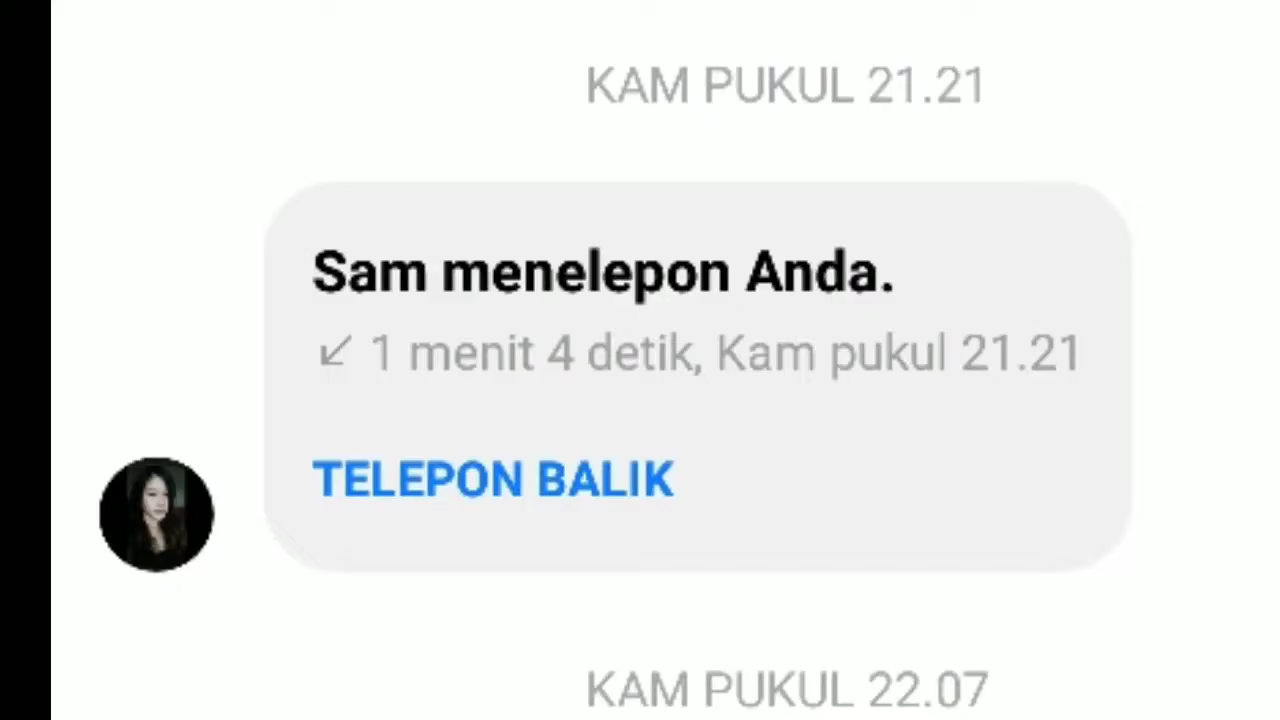 KAM PUKUL 21.21
Sam menelepon Anda.
↙ 1 menit 4 detik, Kam pukul 21.21
TELEPON BALIK
KAM PUKUL 22.07